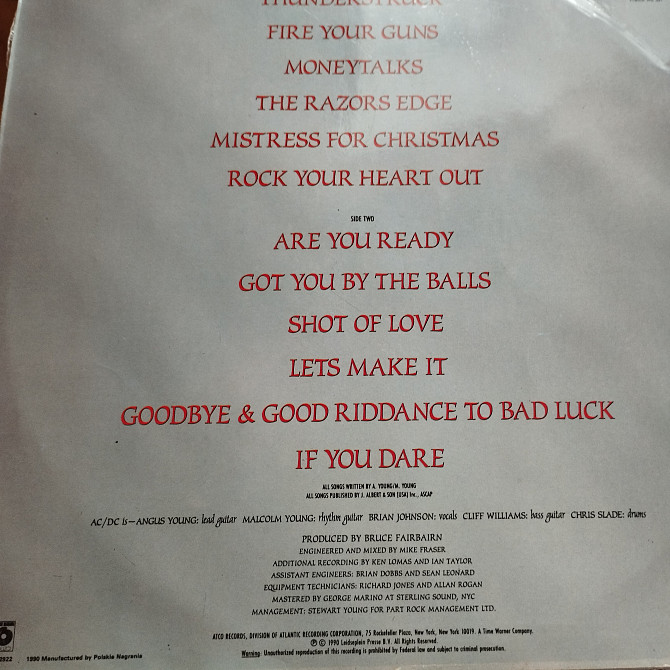 THUNDERSTRUCK
FIRE YOUR GUNS
MONEYTALKS
THE RAZORS EDGE
MISTRESS FOR CHRISTMAS
ROCK YOUR HEART OUT
SIDE TWO
ARE YOU READY
GOT YOU BY THE BALLS
SHOT OF LOVE
LETS MAKE IT
GOODBYE & GOOD RIDDANCE TO BAD LUCK
IF YOU DARE
ALL SONGS WRITTEN BY A. YOUNG/M. YOUNG
ALL SONGS PUBLISHED BY J. ALBERT & SON (USA) Inc., ASCAP
AC/DC is—ANGUS YOUNG: lead guitar MALCOLM YOUNG: rhythm guitar BRIAN JOHNSON: vocals CLIFF WILLIAMS: bass guitar CHRIS SLADE: drums
PRODUCED BY BRUCE FAIRBAIRN
ENGINEERED AND MIXED BY MIKE FRASER
ADDITIONAL RECORDING BY KEN LOMAS AND IAN TAYLOR
ASSISTANT ENGINEERS: BRIAN DOBBS AND SEAN LEONARD
EQUIPMENT TECHNICIANS: RICHARD JONES AND ALLAN ROGAN
MASTERED BY GEORGE MARINO AT STERLING SOUND, NYC
MANAGEMENT: STEWART YOUNG FOR PART ROCK MANAGEMENT LTD.
ATCO RECORDS, DIVISION OF ATLANTIC RECORDING CORPORATION, 75 Rockefeller Plaza, New York, New York 10019. A Time Warner Company.
℗ © 1990 Leidseplein Presse B.V. All Rights Reserved.
Warning: Unauthorized reproduction of this recording is prohibited by Federal law and subject to criminal prosecution.
2922 1990 Manufactured by Polskie Nagrania